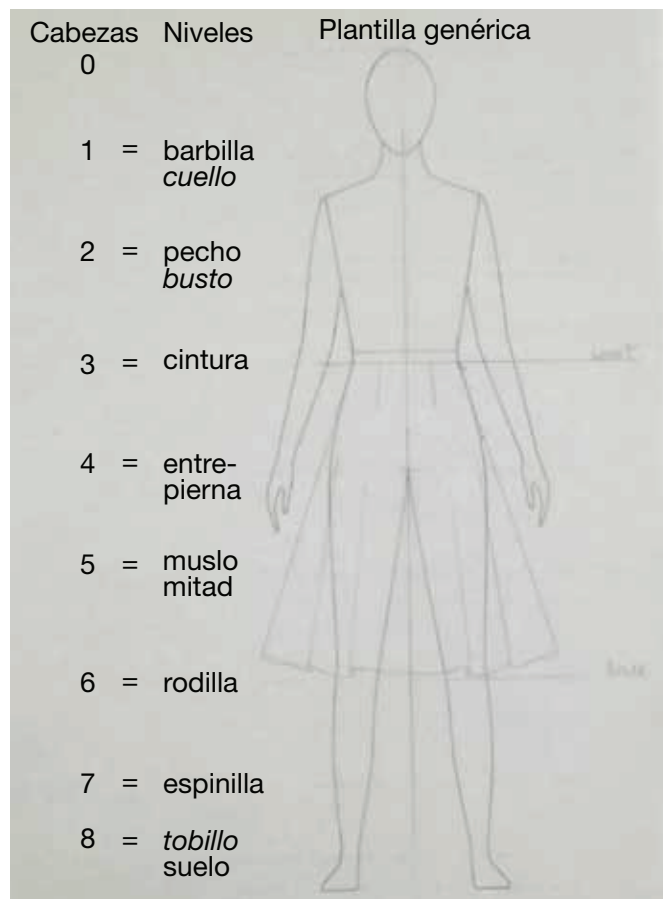 Cabezas Niveles Plantilla genérica
0
1 = barbilla
cuello
2 = pecho
busto
3 = cintura
4 = entre-
pierna
5 = muslo
mitad
6 = rodilla
7 = espinilla
8 = tobillo
suelo